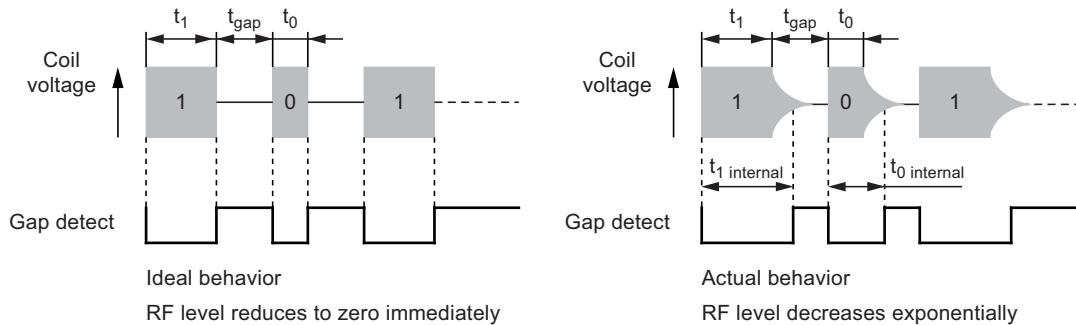 t1 tgap t0
Coil
voltage
1 0 1
Gap detect
Ideal behavior
RF level reduces to zero immediately
t1 tgap t0
Coil
voltage
1 0 1
t1 internal t0 internal
Gap detect
Actual behavior
RF level decreases exponentially